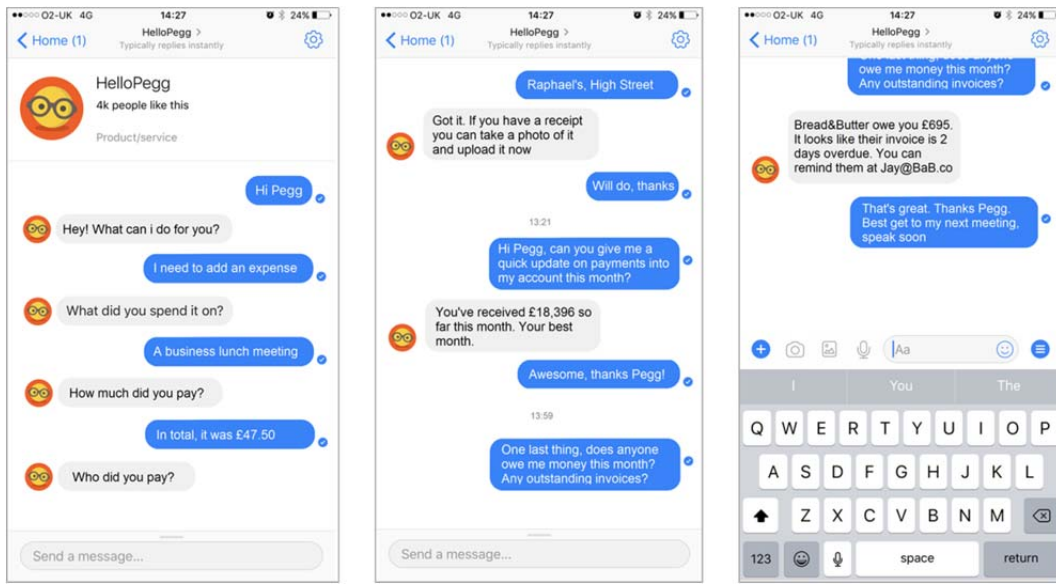 O2-UK 4G 14:27 24%
Home (1) HelloPegg >
Typically replies instantly
HelloPegg
4k people like this
Product/service
Hi Pegg
Hey! What can i do for you?
I need to add an expense
What did you spend it on?
A business lunch meeting
How much did you pay?
In total, it was £47.50
Who did you pay?
Send a message...
O2-UK 4G 14:27 24%
Home (1) HelloPegg >
Typically replies instantly
Raphael's, High Street
Got it. If you have a receipt
you can take a photo of it
and upload it now
Will do, thanks
13:21
Hi Pegg, can you give me a
quick update on payments into
my account this month?
You've received £18,396 so
far this month. Your best
month.
Awesome, thanks Pegg!
13:59
One last thing, does anyone
owe me money this month?
Any outstanding invoices?
Send a message...
O2-UK 4G 14:27 24%
Home (1) HelloPegg >
Typically replies instantly
One last thing, does anyone
owe me money this month?
Any outstanding invoices?
Bread&Butter owe you £695.
It looks like their invoice is 2
days overdue. You can
remind them at Jay@BaB.co
That's great. Thanks Pegg.
Best get to my next meeting,
speak soon
Aa
I You The
Q W E R T Y U I O P
A S D F G H J K L
Z X C V B N M
123 space return